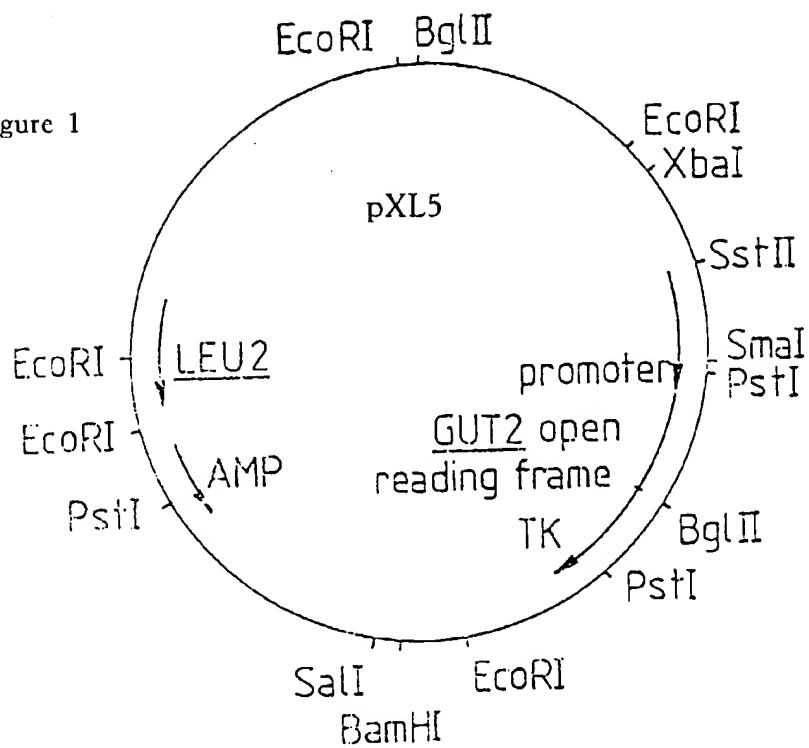 EcoRI BglII
gure 1
EcoRI
XbaI
pXL5
SstII
SmaI
EcoRI LEU2 promoter PstI
GUT2 open
EcoRI reading frame
AMP
PstI TK BglII
PstI
SalI EcoRI
BamHI